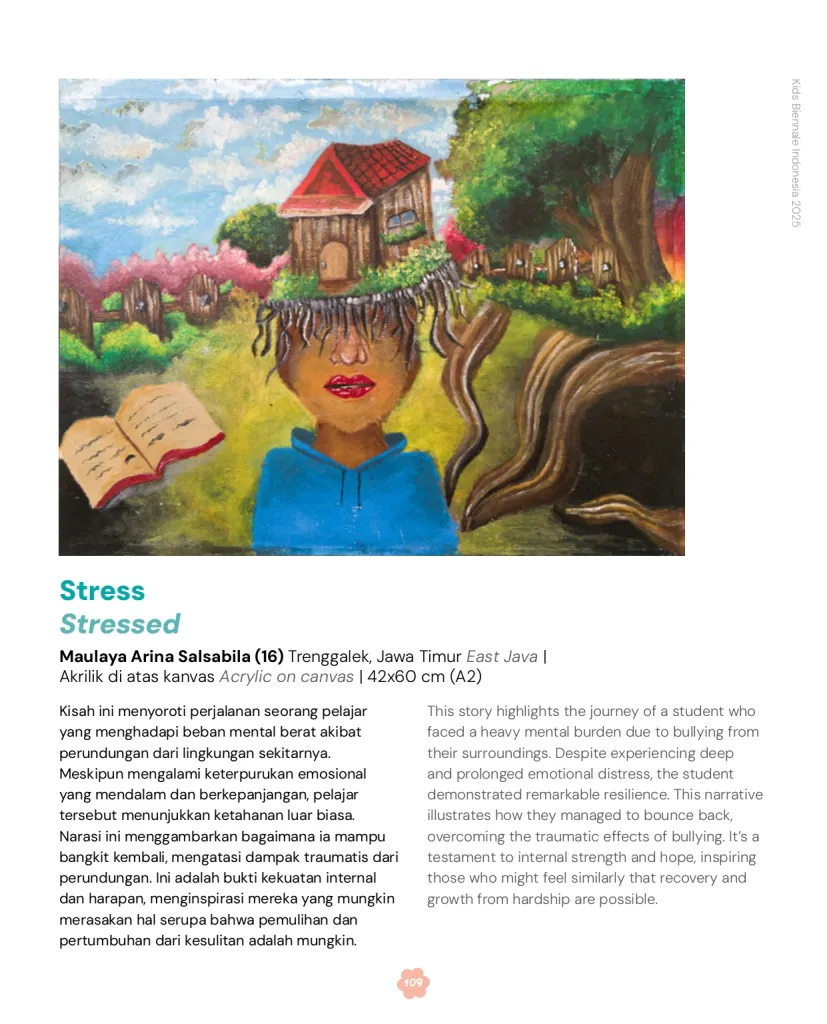 Kids Biennale Indonesia 2025
Stress
Stressed
Maulaya Arina Salsabila (16) Trenggalek, Jawa Timur East Java |
Akrilik di atas kanvas Acrylic on canvas | 42x60 cm (A2)
Kisah ini menyoroti perjalanan seorang pelajar
yang menghadapi beban mental berat akibat
perundungan dari lingkungan sekitarnya.
Meskipun mengalami keterpurukan emosional
yang mendalam dan berkepanjangan, pelajar
tersebut menunjukkan ketahanan luar biasa.
Narasi ini menggambarkan bagaimana ia mampu
bangkit kembali, mengatasi dampak traumatis dari
perundungan. Ini adalah bukti kekuatan internal
dan harapan, menginspirasi mereka yang mungkin
merasakan hal serupa bahwa pemulihan dan
pertumbuhan dari kesulitan adalah mungkin.
This story highlights the journey of a student who
faced a heavy mental burden due to bullying from
their surroundings. Despite experiencing deep
and prolonged emotional distress, the student
demonstrated remarkable resilience. This narrative
illustrates how they managed to bounce back,
overcoming the traumatic effects of bullying. It’s a
testament to internal strength and hope, inspiring
those who might feel similarly that recovery and
growth from hardship are possible.
109